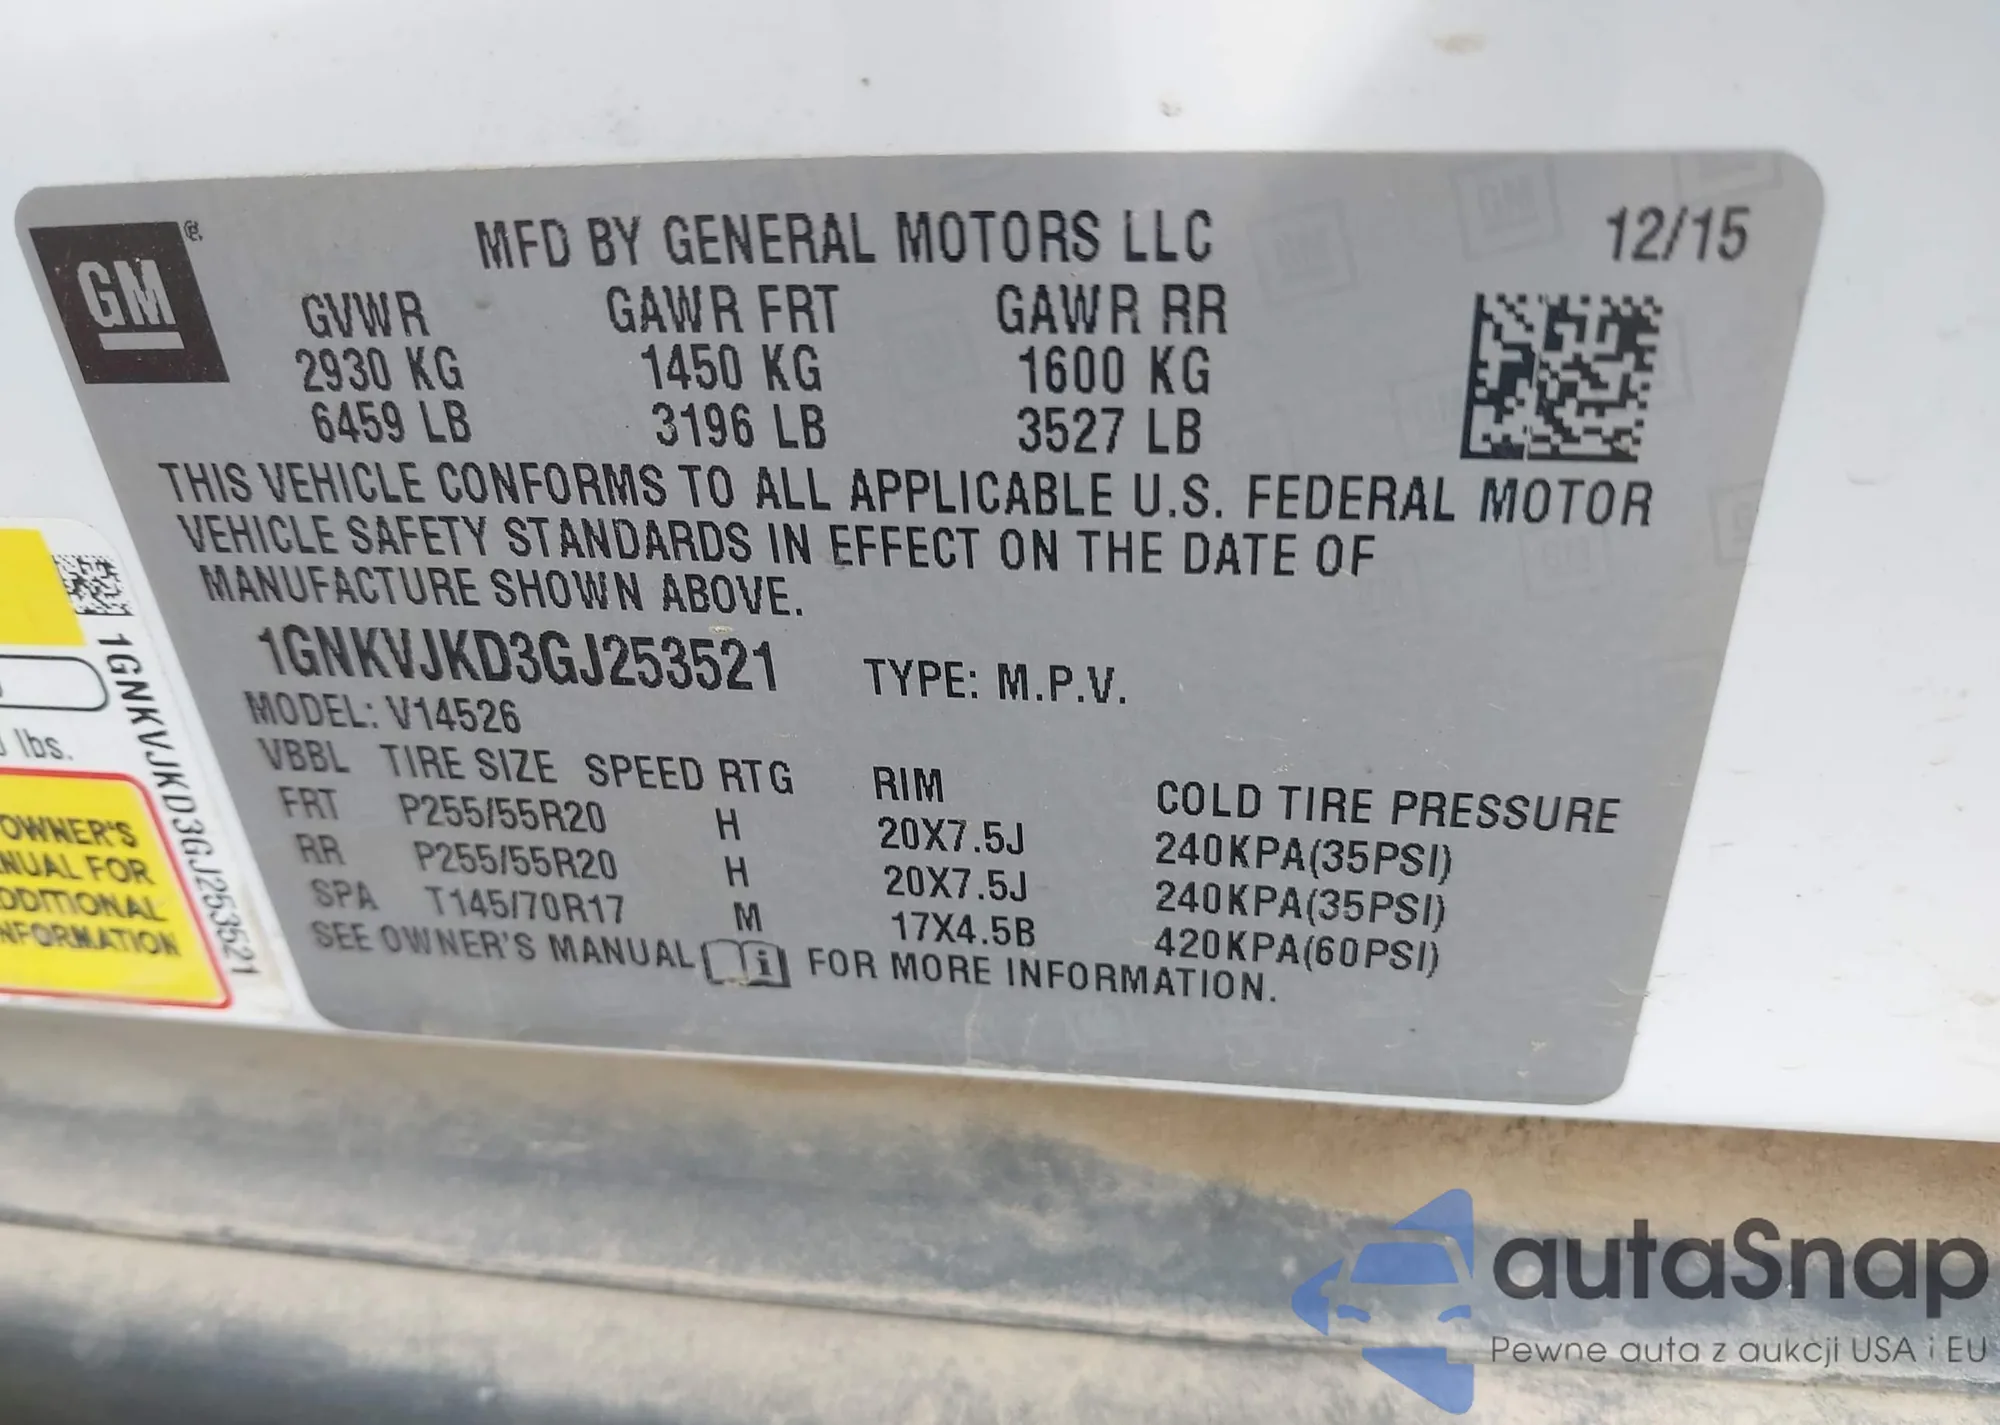 GM
MFD BY GENERAL MOTORS LLC 12/15
GVWR GAWR FRT GAWR RR
2930 KG 1450 KG 1600 KG
6459 LB 3196 LB 3527 LB
THIS VEHICLE CONFORMS TO ALL APPLICABLE U.S. FEDERAL MOTOR
VEHICLE SAFETY STANDARDS IN EFFECT ON THE DATE OF
MANUFACTURE SHOWN ABOVE.
1GNKVJKD3GJ253521 TYPE: M.P.V.
MODEL: V14526
VBBL TIRE SIZE SPEED RTG RIM COLD TIRE PRESSURE
FRT P255/55R20 H 20X7.5J 240KPA(35PSI)
RR P255/55R20 H 20X7.5J 240KPA(35PSI)
SPA T145/70R17 M 17X4.5B 420KPA(60PSI)
SEE OWNER'S MANUAL FOR MORE INFORMATION.
1GNKVJKD3GJ253521
lbs.
OWNER'S
NUAL FOR
DDITIONAL
NFORMATION
autaSnap
Pewne auta z aukcji USA i EU